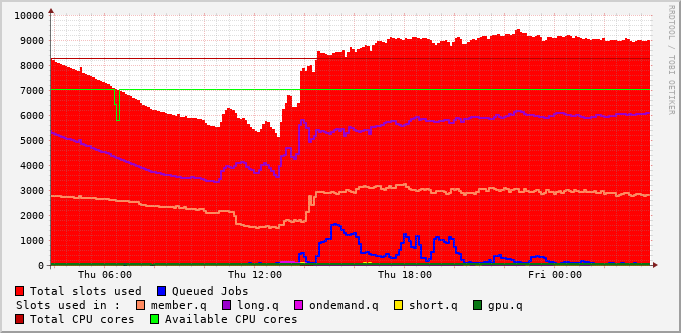 10000
9000
8000
7000
6000
5000
4000
3000
2000
1000
0
Thu 06:00 Thu 12:00 Thu 18:00 Fri 00:00
RRDTOOL / TOBI OETIKER
Total slots used Queued Jobs
Slots used in : member.q long.q ondemand.q short.q gpu.q
Total CPU cores Available CPU cores